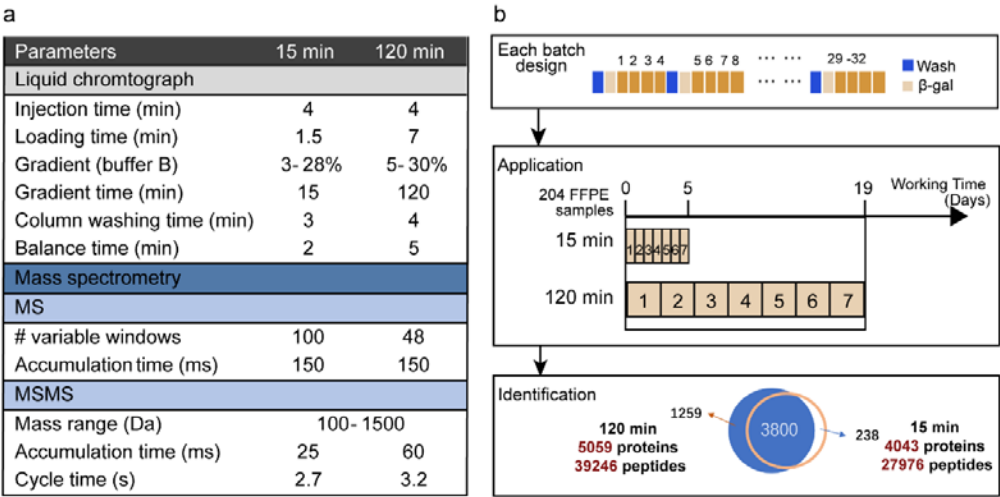 a
Parameters 15 min 120 min
Liquid chromtograph
Injection time (min) 4 4
Loading time (min) 1.5 7
Gradient (buffer B) 3-28% 5-30%
Gradient time (min) 15 120
Column washing time (min) 3 4
Balance time (min) 2 5
Mass spectrometry
MS
# variable windows 100 48
Accumulation time (ms) 150 150
MSMS
Mass range (Da) 100-1500
Accumulation time (ms) 25 60
Cycle time (s) 2.7 3.2
b
Each batch
design
1 2 3 4 5 6 7 8 ... ... 29 -32
... ...
Wash
β-gal
Application
204 FFPE
samples
0 5 19
Working Time
(Days)
15 min
1 2 3 4 5 6 7
120 min
1 2 3 4 5 6 7
Identification
120 min
5059 proteins
39246 peptides
1259
3800
238
15 min
4043 proteins
27976 peptides